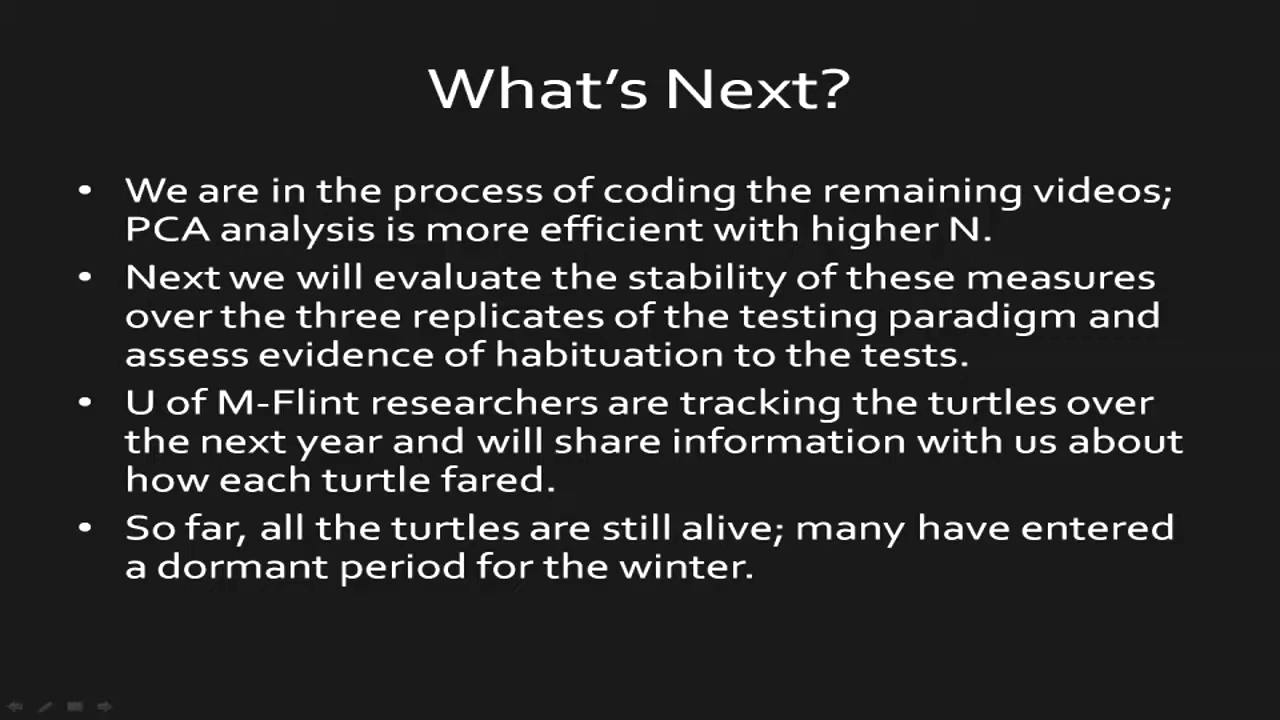 What's Next?
• We are in the process of coding the remaining videos;
PCA analysis is more efficient with higher N.
• Next we will evaluate the stability of these measures
over the three replicates of the testing paradigm and
assess evidence of habituation to the tests.
• U of M-Flint researchers are tracking the turtles over
the next year and will share information with us about
how each turtle fared.
• So far, all the turtles are still alive; many have entered
a dormant period for the winter.